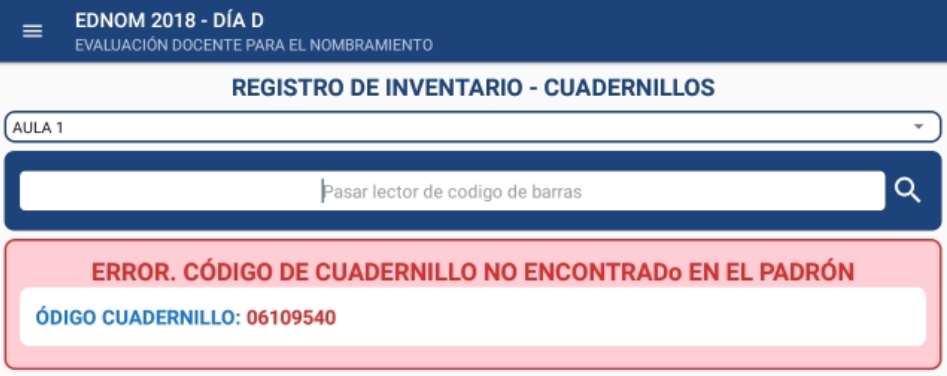 EDNOM 2018 - DÍA D
EVALUACIÓN DOCENTE PARA EL NOMBRAMIENTO
REGISTRO DE INVENTARIO - CUADERNILLOS
AULA 1
Pasar lector de codigo de barras
ERROR. CÓDIGO DE CUADERNILLO NO ENCONTRADo EN EL PADRÓN
ÓDIGO CUADERNILLO: 06109540